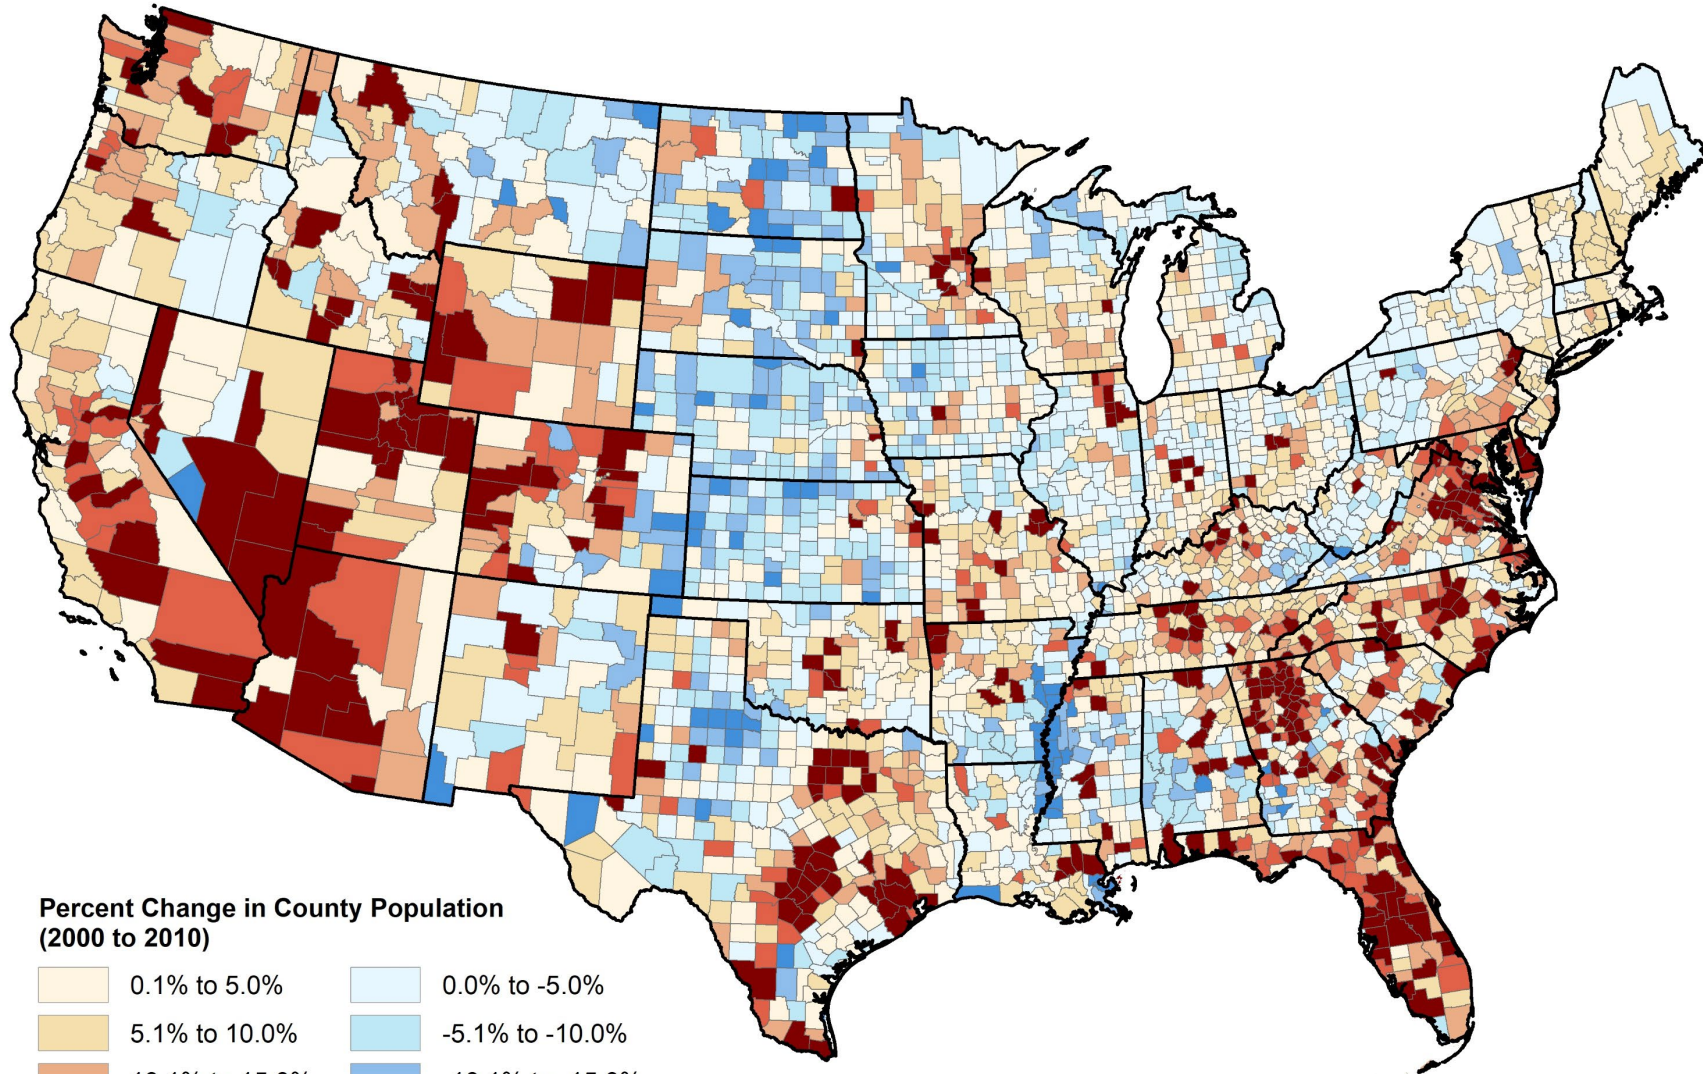 Percent Change in County Population
(2000 to 2010)
0.1% to 5.0%
0.0% to -5.0%
5.1% to 10.0%
-5.1% to -10.0%